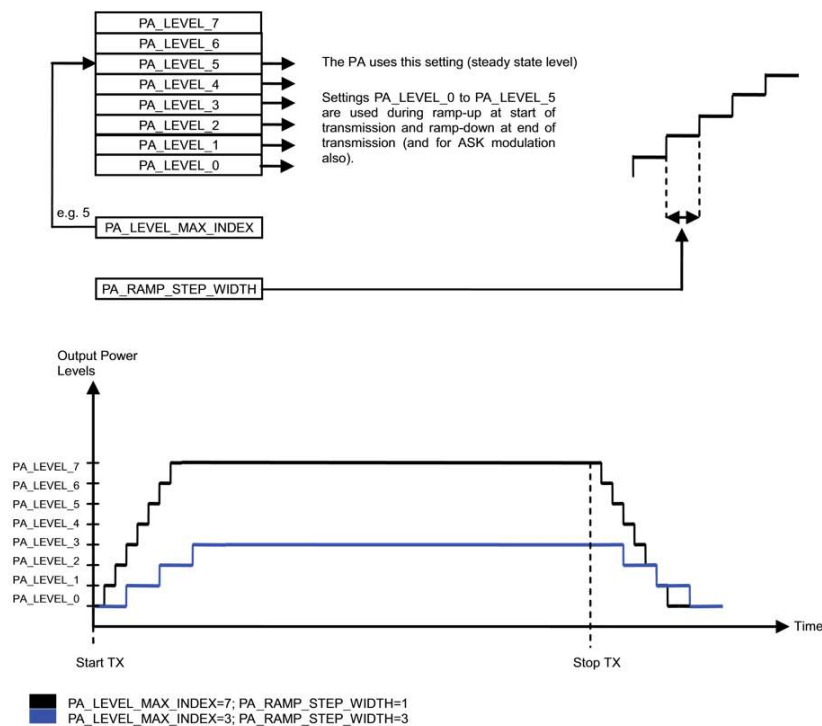 PA_LEVEL_7
PA_LEVEL_6
PA_LEVEL_5
PA_LEVEL_4
PA_LEVEL_3
PA_LEVEL_2
PA_LEVEL_1
PA_LEVEL_0
The PA uses this setting (steady state level)
Settings PA_LEVEL_0 to PA_LEVEL_5
are used during ramp-up at start of
transmission and ramp-down at end of
transmission (and for ASK modulation
also).
e.g. 5
PA_LEVEL_MAX_INDEX
PA_RAMP_STEP_WIDTH
Output Power
Levels
PA_LEVEL_7
PA_LEVEL_6
PA_LEVEL_5
PA_LEVEL_4
PA_LEVEL_3
PA_LEVEL_2
PA_LEVEL_1
PA_LEVEL_0
Time
Start TX
Stop TX
PA_LEVEL_MAX_INDEX=7; PA_RAMP_STEP_WIDTH=1
PA_LEVEL_MAX_INDEX=3; PA_RAMP_STEP_WIDTH=3